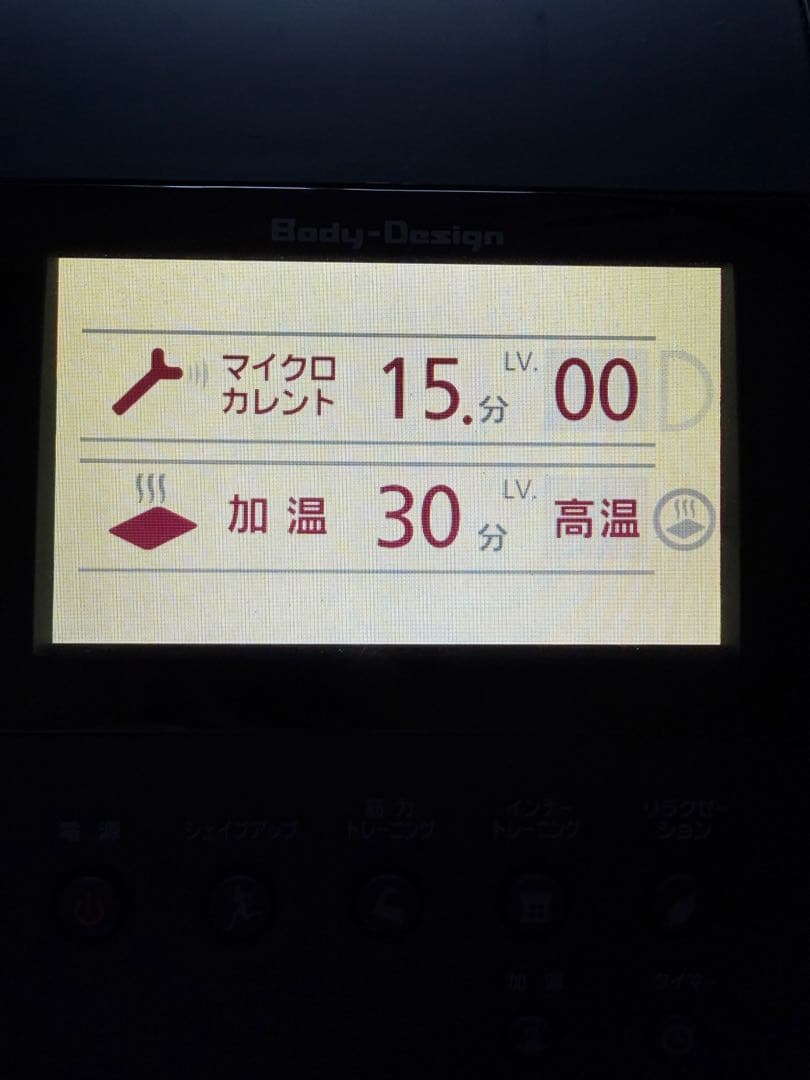 Body-Design
マイクロ
カレント
15.分
LV.
00
加温
30分
LV.
高温
電源
シェイプアップ
筋力
トレーニング
インナー
トレーニング
リラクゼー
ション
加温
タイマー